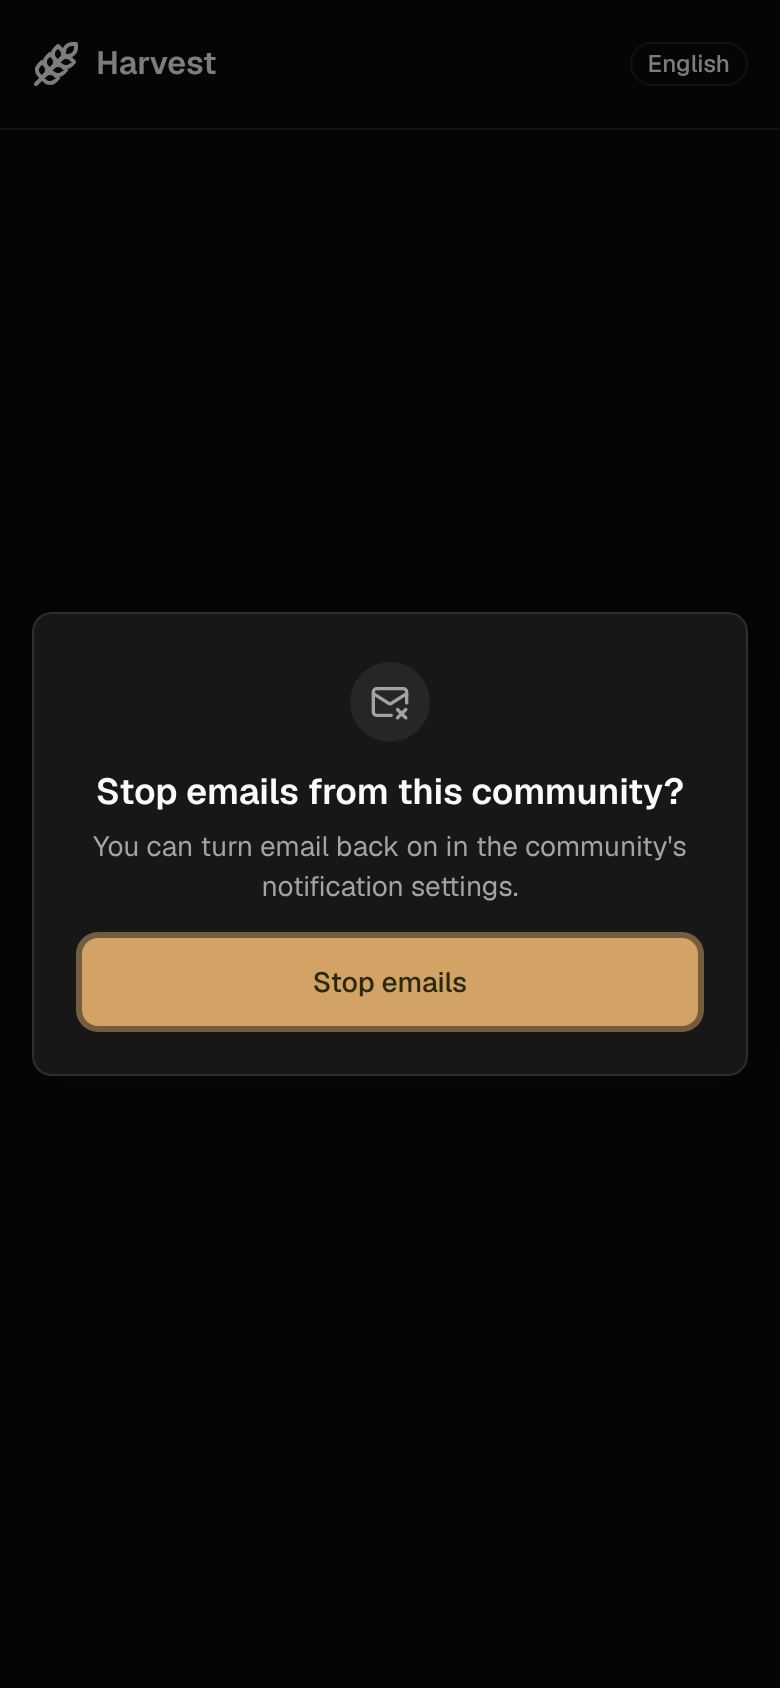 Harvest
English
Stop emails from this community?
You can turn email back on in the community's
notification settings.
Stop emails